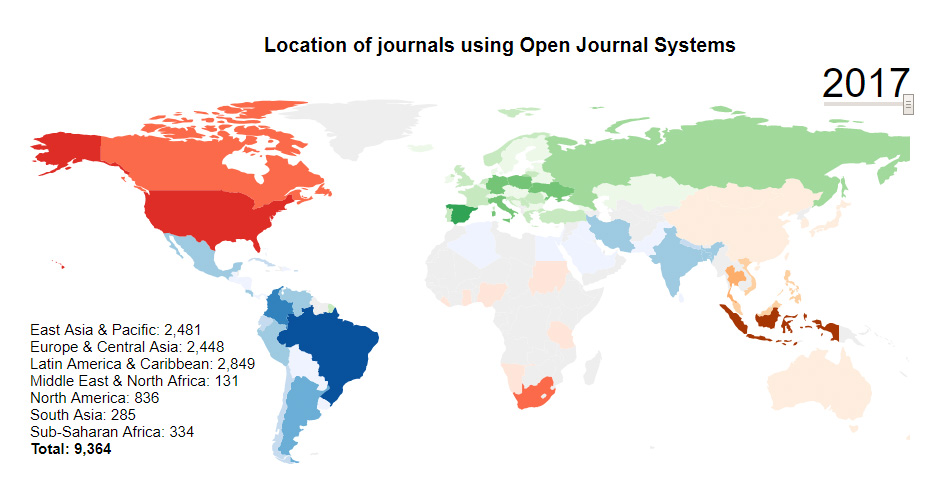 Location of journals using Open Journal Systems
2017
East Asia & Pacific: 2,481
Europe & Central Asia: 2,448
Latin America & Caribbean: 2,849
Middle East & North Africa: 131
North America: 836
South Asia: 285
Sub-Saharan Africa: 334
Total: 9,364